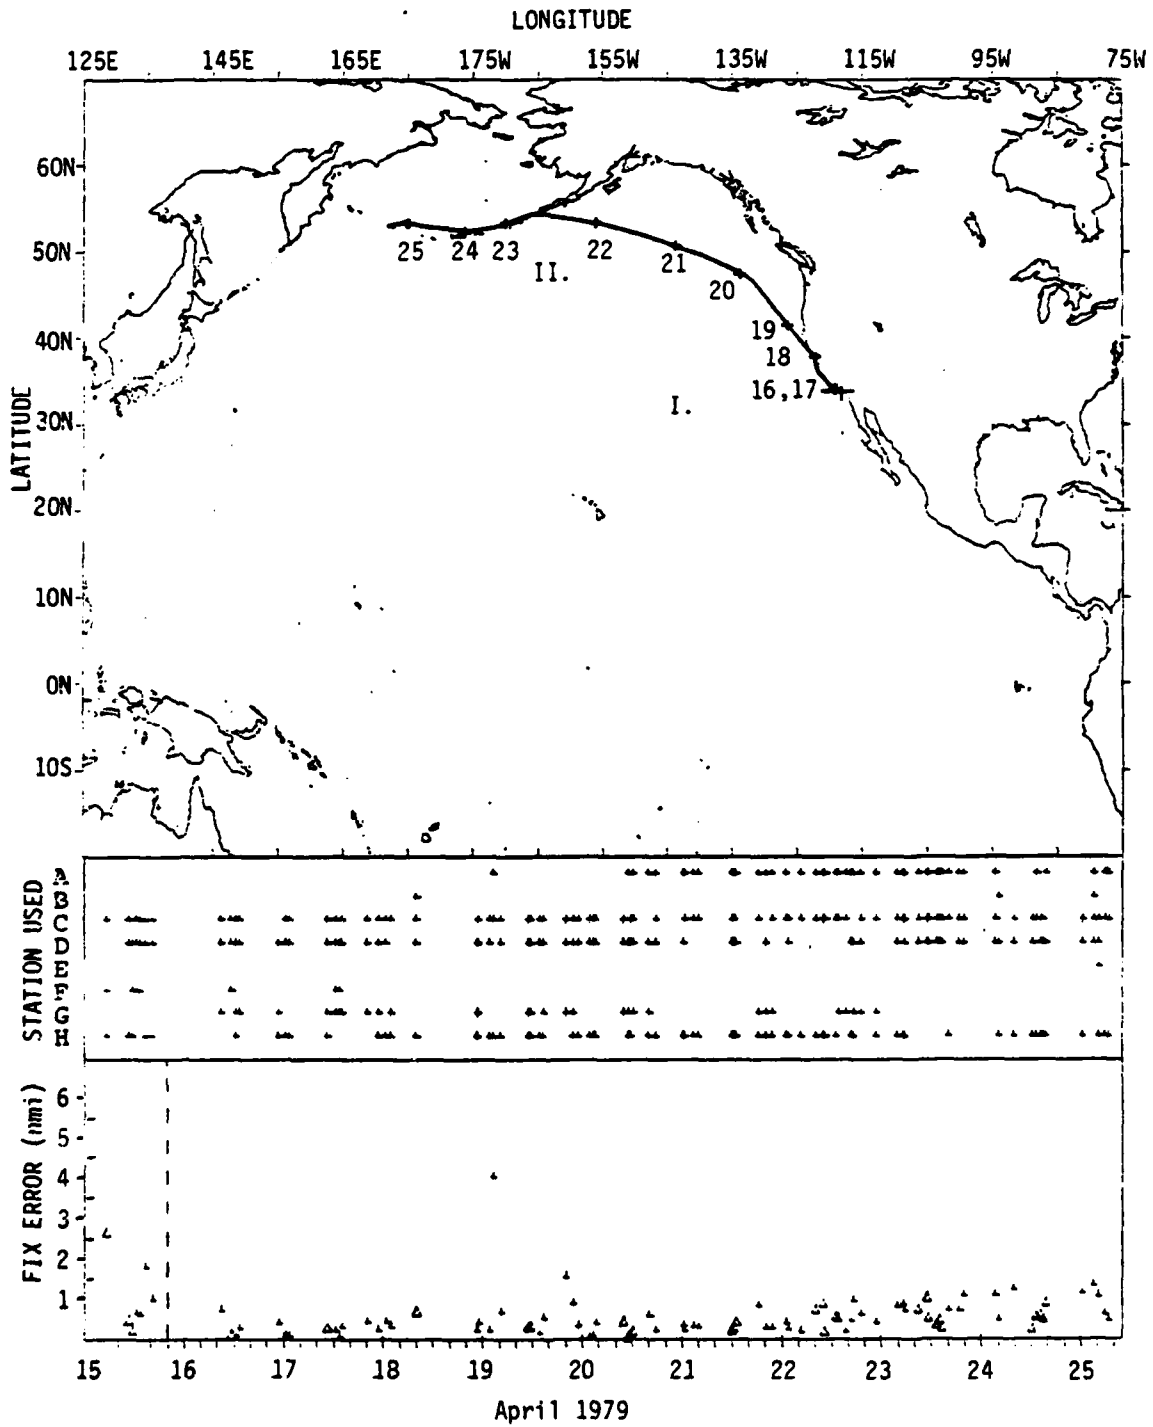 LONGITUDE
125E 145E 165E 175W 155W 135W 115W 95W 75W
LATITUDE
60N
50N
40N
30N
20N
10N
0N
10S
25 24 23 22 21
II.
20
19
18
16,17
I.
STATION USED
A
B
C
D
E
F
G
H
FIX ERROR (nmi)
6
5
4
3
2
1
15 16 17 18 19 20 21 22 23 24 25
April 1979